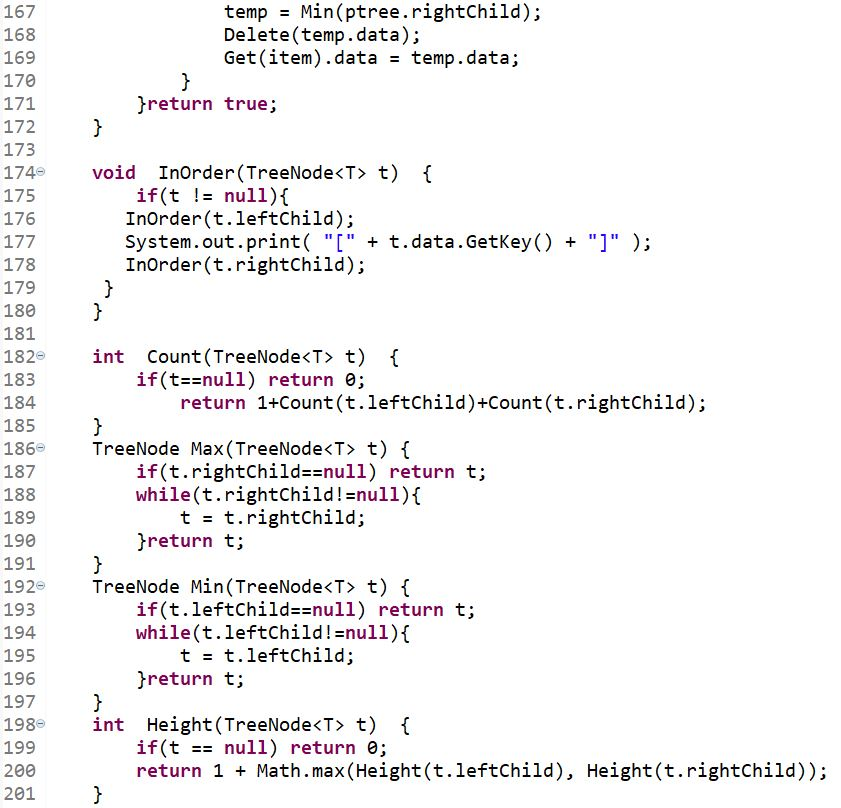 167                 temp = Min(ptree.rightChild);
168                 Delete(temp.data);
169                 Get(item).data = temp.data;
170             }
171         }return true;
172     }
173
174     void  InOrder(TreeNode<T> t)  {
175         if(t != null){
176        InOrder(t.leftChild);
177        System.out.print( "[" + t.data.GetKey() + "]" );
178        InOrder(t.rightChild);
179      }
180     }
181
182     int  Count(TreeNode<T> t)  {
183         if(t==null) return 0;
184             return 1+Count(t.leftChild)+Count(t.rightChild);
185     }
186     TreeNode Max(TreeNode<T> t) {
187         if(t.rightChild==null) return t;
188         while(t.rightChild!=null){
189             t = t.rightChild;
190         }return t;
191     }
192     TreeNode Min(TreeNode<T> t) {
193         if(t.leftChild==null) return t;
194         while(t.leftChild!=null){
195             t = t.leftChild;
196         }return t;
197     }
198     int  Height(TreeNode<T> t)  {
199         if(t == null) return 0;
200         return 1 + Math.max(Height(t.leftChild), Height(t.rightChild));
201     }